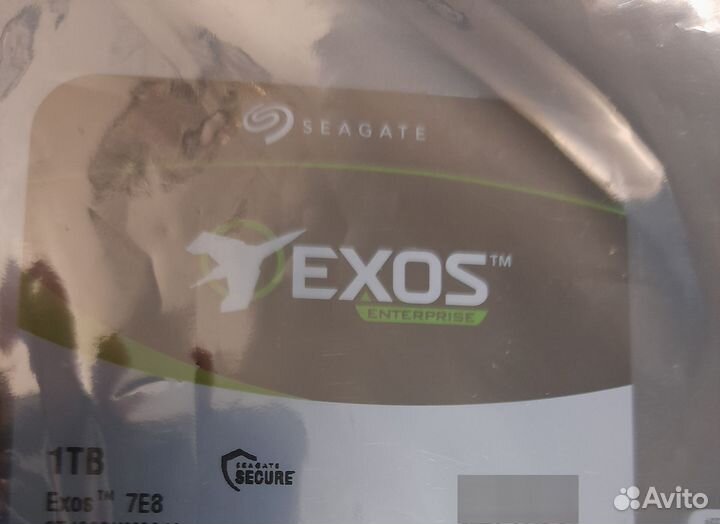 SEAGATE
EXOS™
ENTERPRISE
1TB
SEAGATE
SECURE
Exos™ 7E8
Avito